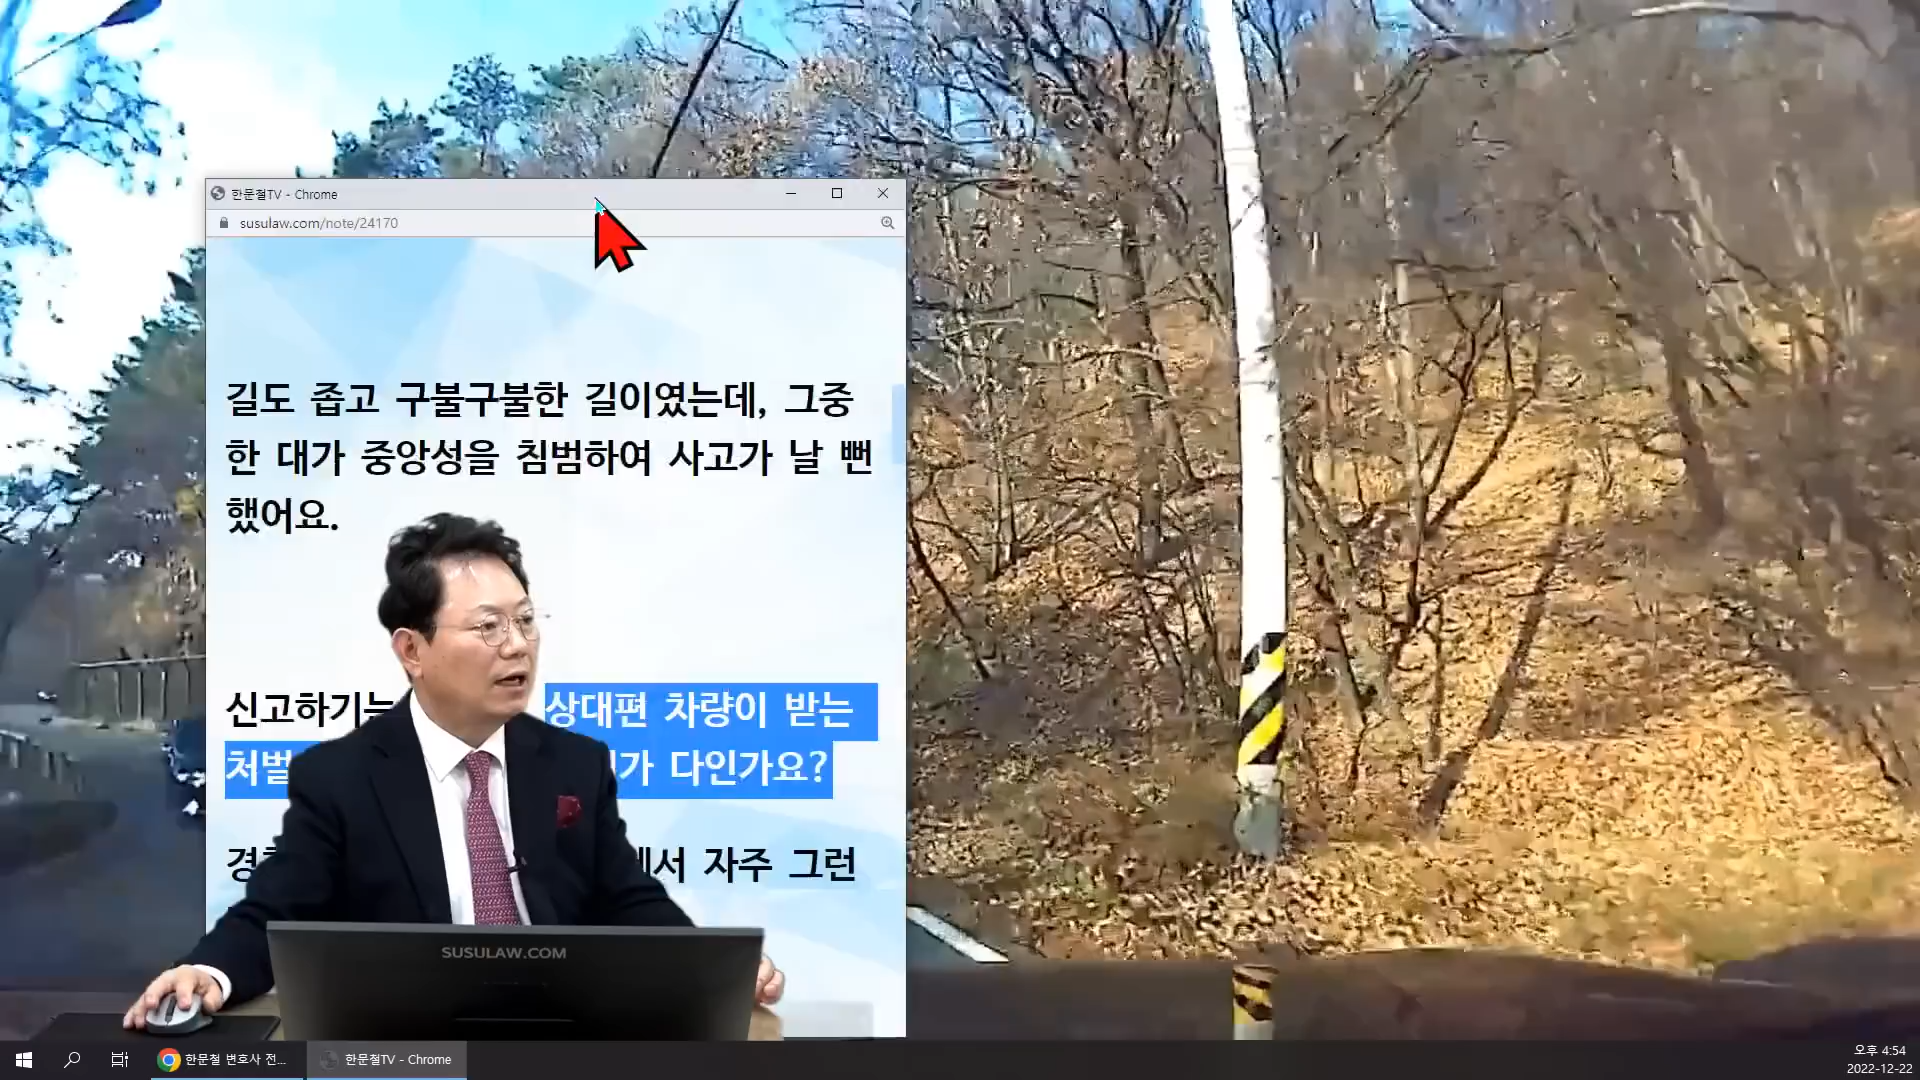 한문철TV - Chrome
susulaw.com/note/24170
길도 좁고 구불구불한 길이였는데, 그중
한 대가 중앙성을 침범하여 사고가 날 뻔
했어요.
신고하기는 상대편 차량이 받는
처벌 가 다인가요?
자주 그런
SUSULAW.COM
한문철 변호사 전...
한문철TV - Chrome
오후 4:54
2022-12-22